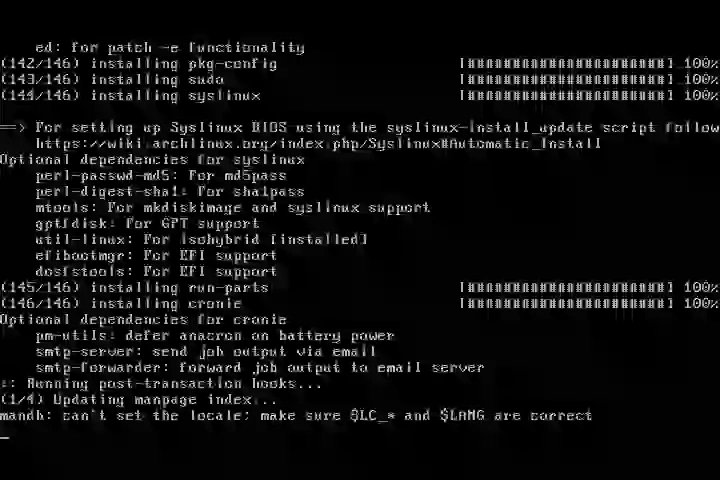 ed: for patch -e functionality
(142/146) installing pkg-config [######################] 100%
(143/146) installing sudo [######################] 100%
(144/146) installing syslinux [######################] 100%
==> For setting up Syslinux BIOS using the syslinux-install_update script follow
https://wiki.archlinux.org/index.php/Syslinux#Automatic_Install
Optional dependencies for syslinux
perl-passwd-md5: For md5pass
perl-digest-sha1: For sha1pass
mtools: For mkdiskimage and syslinux support
gptfdisk: For GPT support
util-linux: For isohybrid [installed]
efibootmgr: For EFI support
dosfstools: For EFI support
(145/146) installing run-parts [######################] 100%
(146/146) installing cronie [######################] 100%
Optional dependencies for cronie
pm-utils: defer anacron on battery power
smtp-server: send job output via email
smtp-forwarder: forward job output to email server
:: Running post-transaction hooks...
(1/4) Updating manpage index...
mandb: can't set the locale; make sure $LC_* and $LANG are correct
_